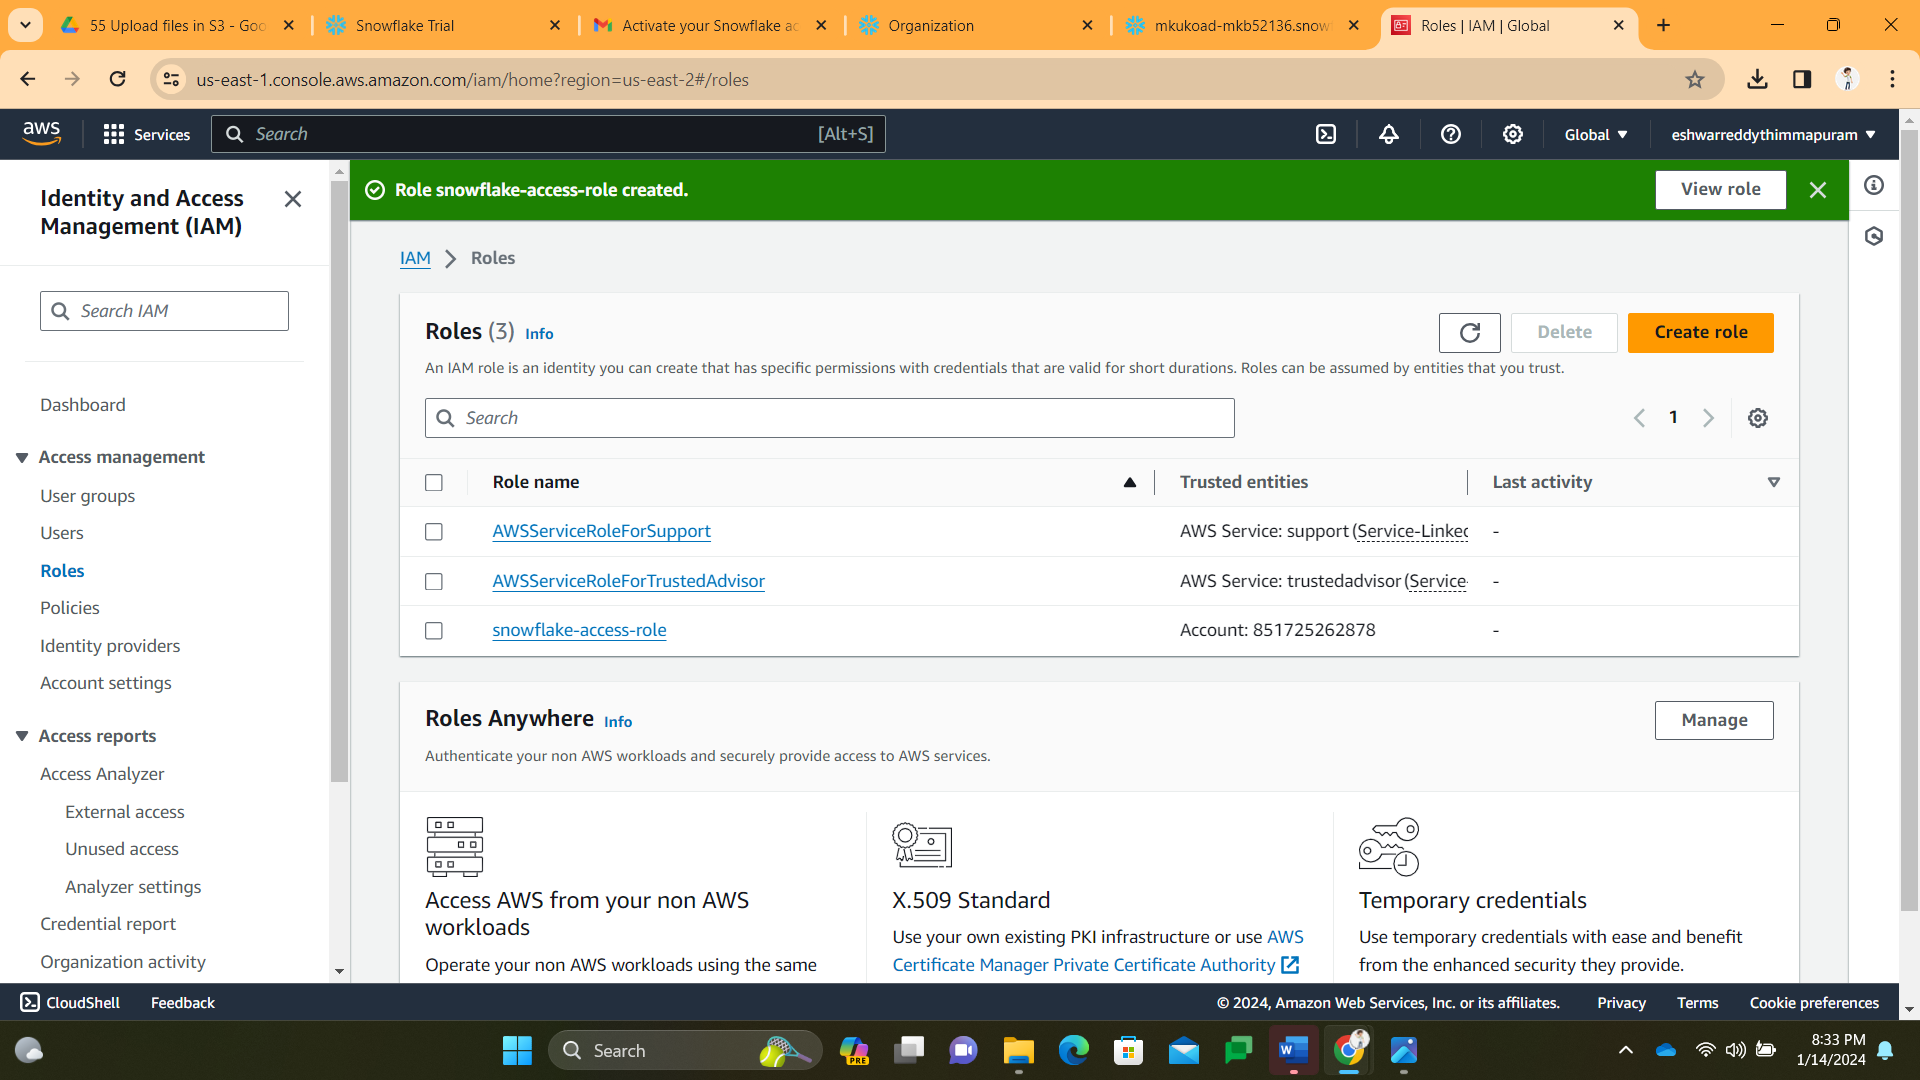 55 Upload files in S3 - Goo
Snowflake Trial
Activate your Snowflake ac
Organization
mkukoad-mkb52136.snowf
Roles | IAM | Global
us-east-1.console.aws.amazon.com/iam/home?region=us-east-2#/roles
aws
Services
Search
[Alt+S]
Global
eshwarreddythimmapuram
Identity and Access
Management (IAM)
Search IAM
Dashboard
Access management
User groups
Users
Roles
Policies
Identity providers
Account settings
Access reports
Access Analyzer
External access
Unused access
Analyzer settings
Credential report
Organization activity
Role snowflake-access-role created.
View role
IAM
Roles
Roles (3) Info
Delete
Create role
An IAM role is an identity you can create that has specific permissions with credentials that are valid for short durations. Roles can be assumed by entities that you trust.
Search
1
Role name
Trusted entities
Last activity
AWSServiceRoleForSupport
AWS Service: support (Service-Linked
-
AWSServiceRoleForTrustedAdvisor
AWS Service: trustedadvisor (Service-
-
snowflake-access-role
Account: 851725262878
-
Roles Anywhere Info
Manage
Authenticate your non AWS workloads and securely provide access to AWS services.
Access AWS from your non AWS
workloads
Operate your non AWS workloads using the same
X.509 Standard
Use your own existing PKI infrastructure or use AWS
Certificate Manager Private Certificate Authority
Temporary credentials
Use temporary credentials with ease and benefit
from the enhanced security they provide.
CloudShell
Feedback
© 2024, Amazon Web Services, Inc. or its affiliates.
Privacy
Terms
Cookie preferences
Search
PRE
W
8:33 PM
1/14/2024